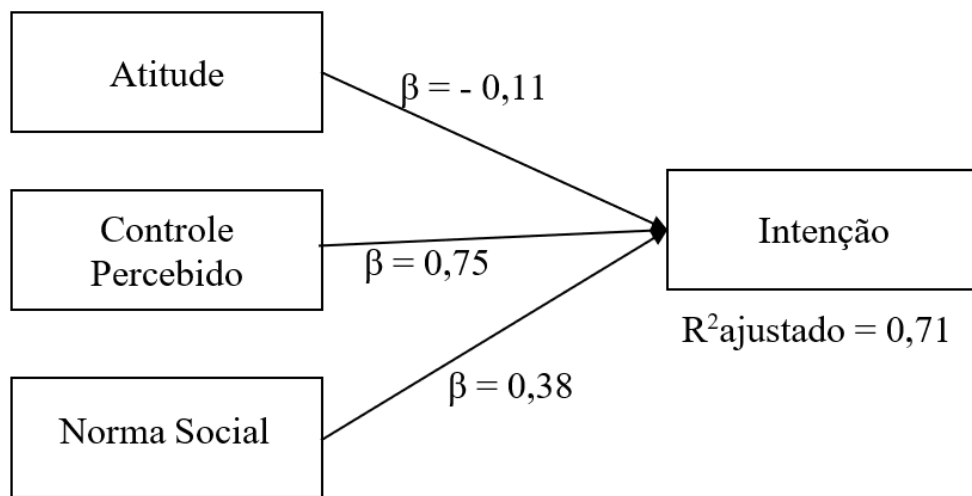 Atitude
β = - 0,11
Controle
Percebido
β = 0,75
Intenção
R²ajustado = 0,71
Norma Social
β = 0,38